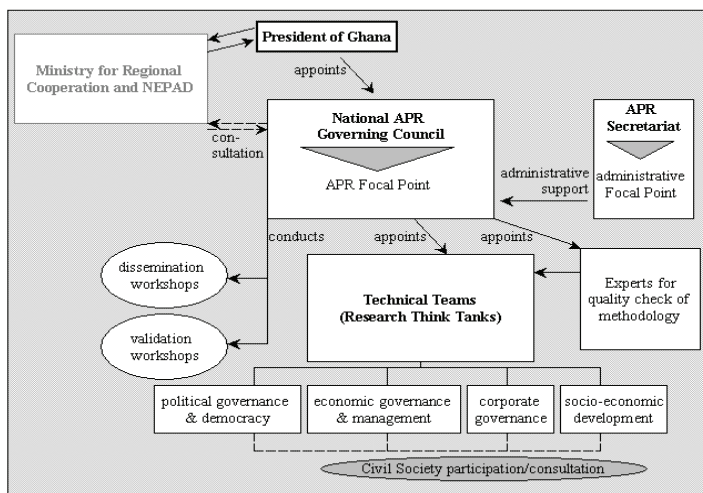 President of Ghana
Ministry for Regional
Cooperation and NEPAD
appoints
National APR
Governing Council
APR Focal Point
APR
Secretariat
administrative
Focal Point
con-
sultation
administrative
support
conducts
appoints
appoints
dissemination
workshops
validation
workshops
Technical Teams
(Research Think Tanks)
Experts for
quality check of
methodology
political governance
& democracy
economic governance
& management
corporate
governance
socio-economic
development
Civil Society participation/consultation